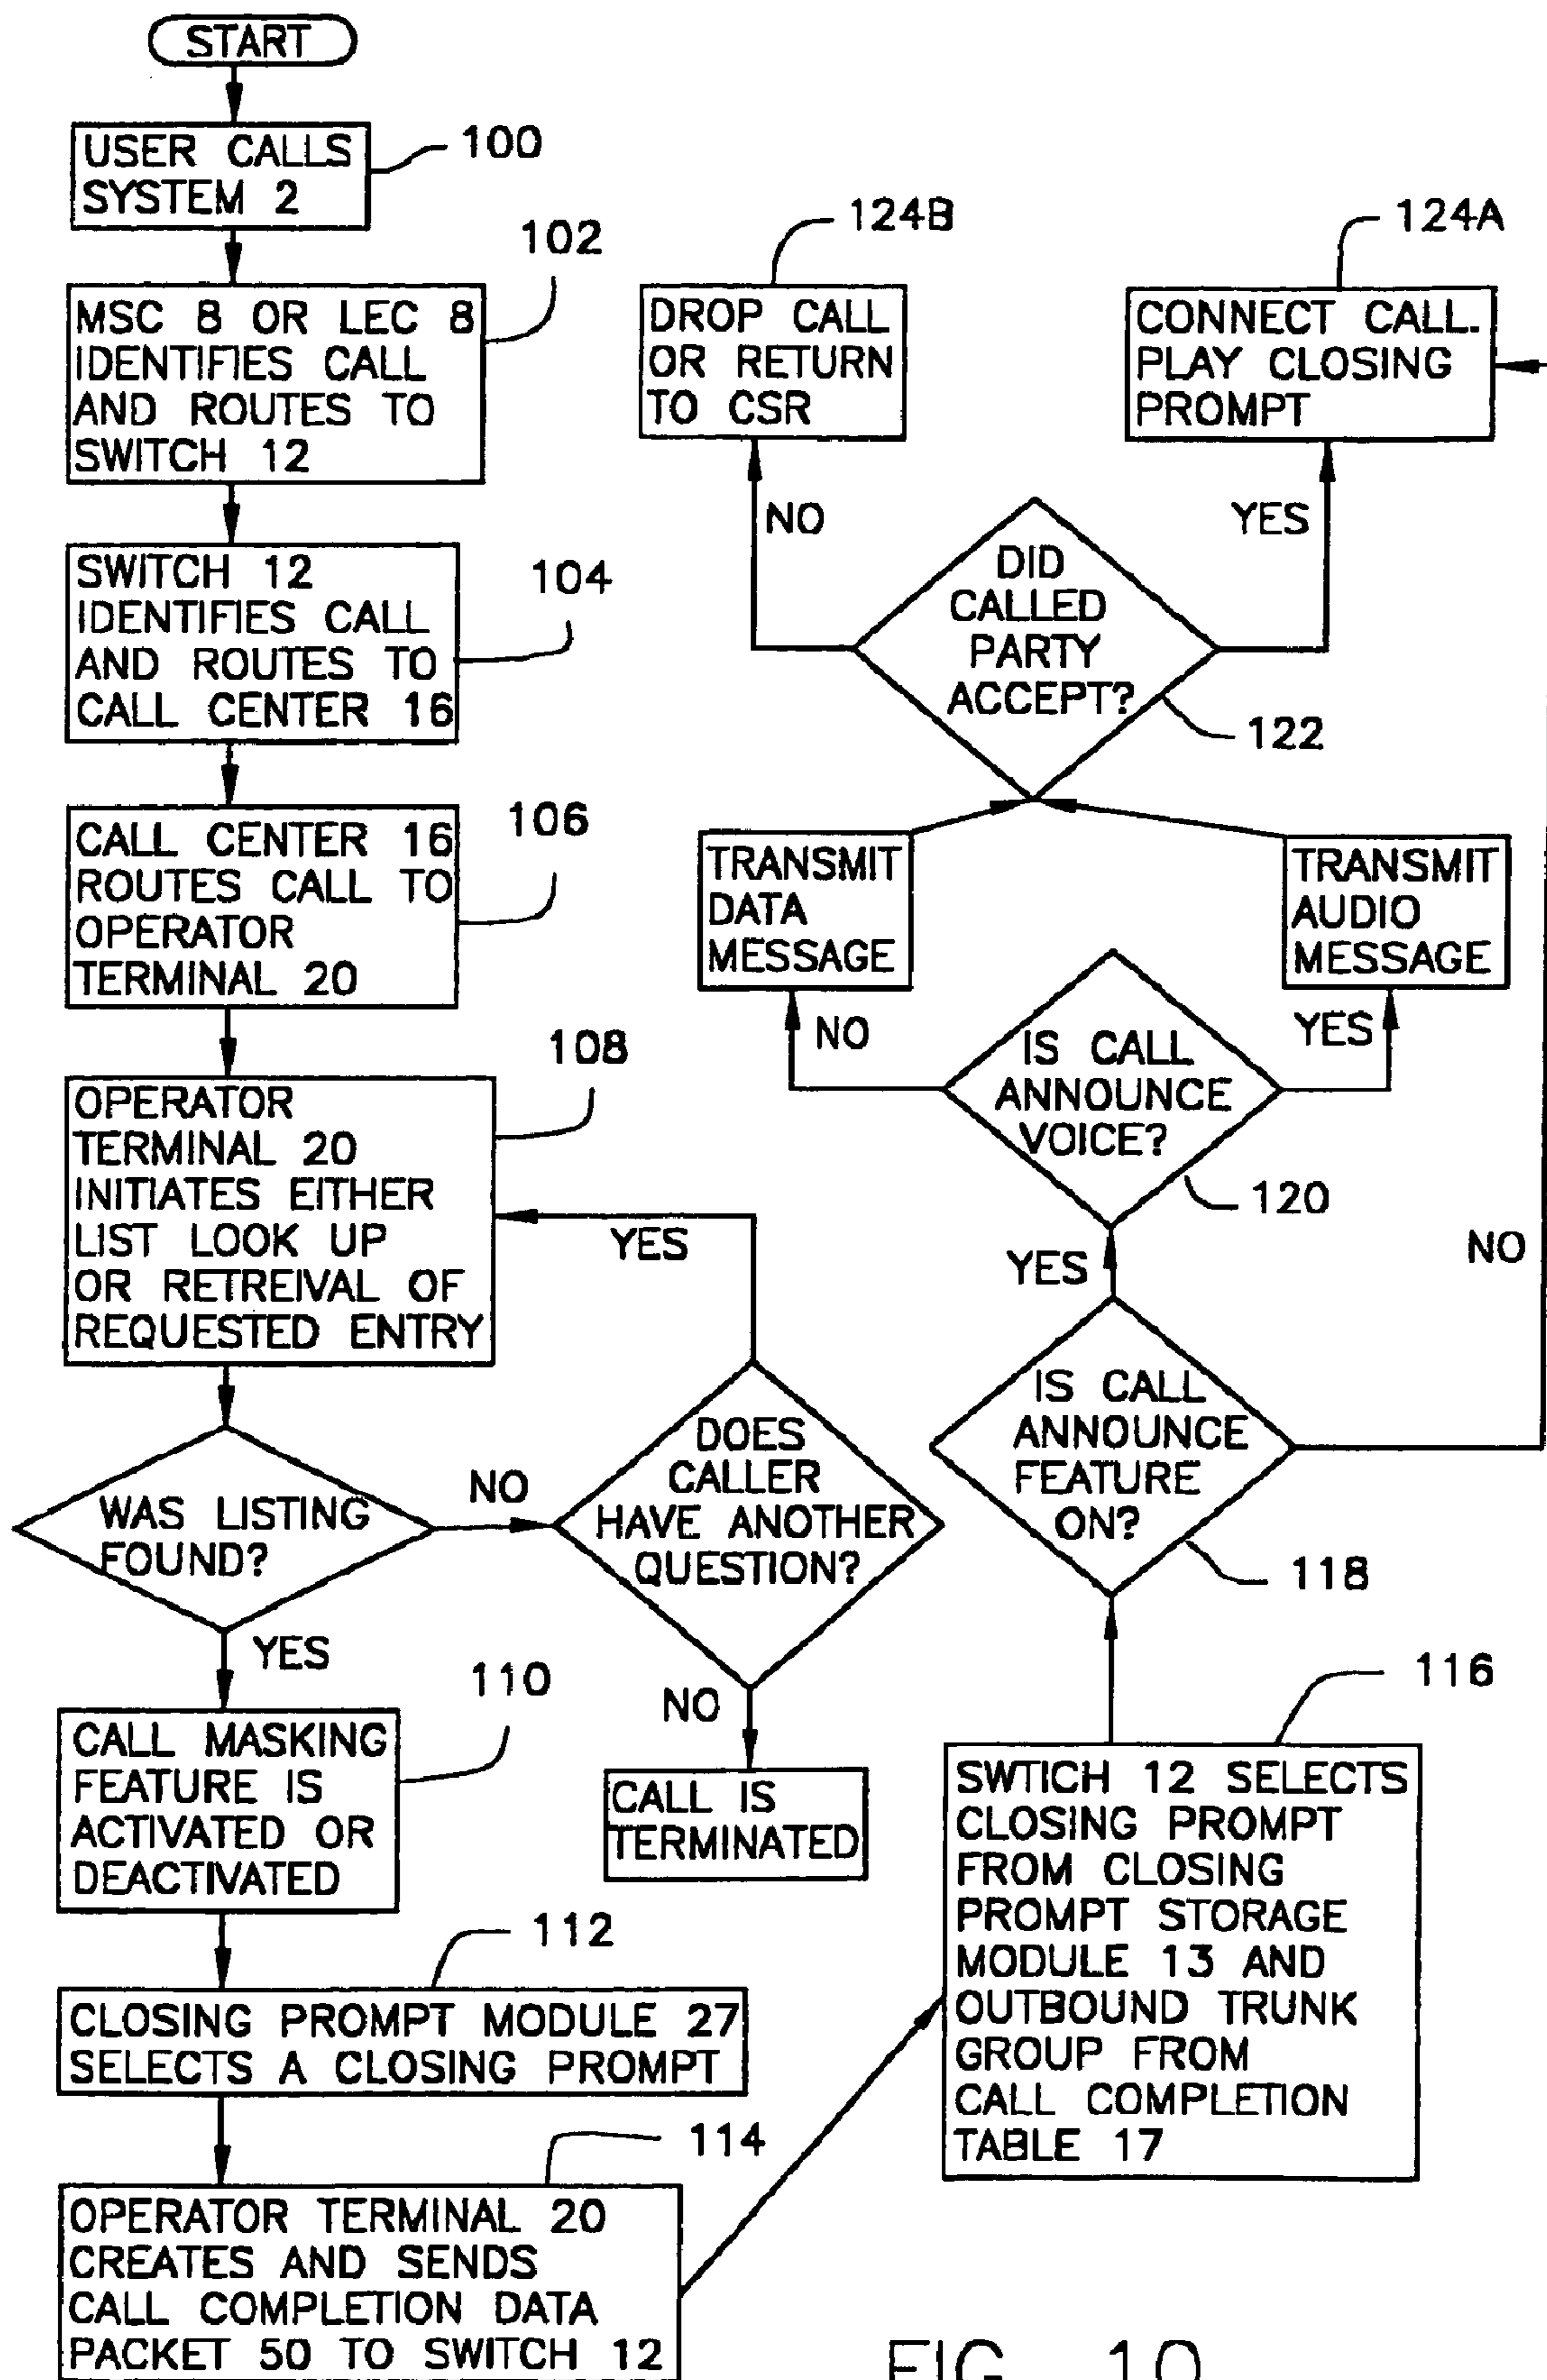 START
USER CALLS
SYSTEM 2
100
MSC 8 OR LEC 8
IDENTIFIES CALL
AND ROUTES TO
SWITCH 12
102
SWITCH 12
IDENTIFIES CALL
AND ROUTES TO
CALL CENTER 16
104
CALL CENTER 16
ROUTES CALL TO
OPERATOR
TERMINAL 20
106
OPERATOR
TERMINAL 20
INITIATES EITHER
LIST LOOK UP
OR RETREIVAL OF
REQUESTED ENTRY
108
WAS LISTING
FOUND?
NO
DOES
CALLER
HAVE ANOTHER
QUESTION?
YES
NO
CALL IS
TERMINATED
YES
CALL MASKING
FEATURE IS
ACTIVATED OR
DEACTIVATED
110
CLOSING PROMPT MODULE 27
SELECTS A CLOSING PROMPT
112
OPERATOR TERMINAL 20
CREATES AND SENDS
CALL COMPLETION DATA
PACKET 50 TO SWITCH 12
114
SWTICH 12 SELECTS
CLOSING PROMPT
FROM CLOSING
PROMPT STORAGE
MODULE 13 AND
OUTBOUND TRUNK
GROUP FROM
CALL COMPLETION
TABLE 17
116
IS CALL
ANNOUNCE
FEATURE
ON?
118
NO
YES
IS CALL
ANNOUNCE
VOICE?
120
NO
YES
TRANSMIT
DATA
MESSAGE
TRANSMIT
AUDIO
MESSAGE
DID
CALLED
PARTY
ACCEPT?
122
NO
YES
DROP CALL
OR RETURN
TO CSR
124B
CONNECT CALL.
PLAY CLOSING
PROMPT
124A
FIG. 10